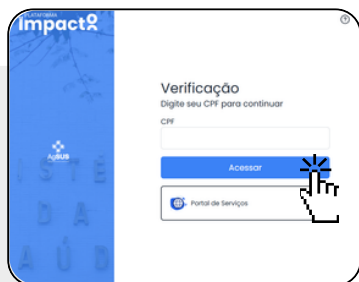 PLATAFORMA
Impacto
AgSUS
Verificação
Digite seu CPF para continuar
CPF
Acessar
Portal de Serviços